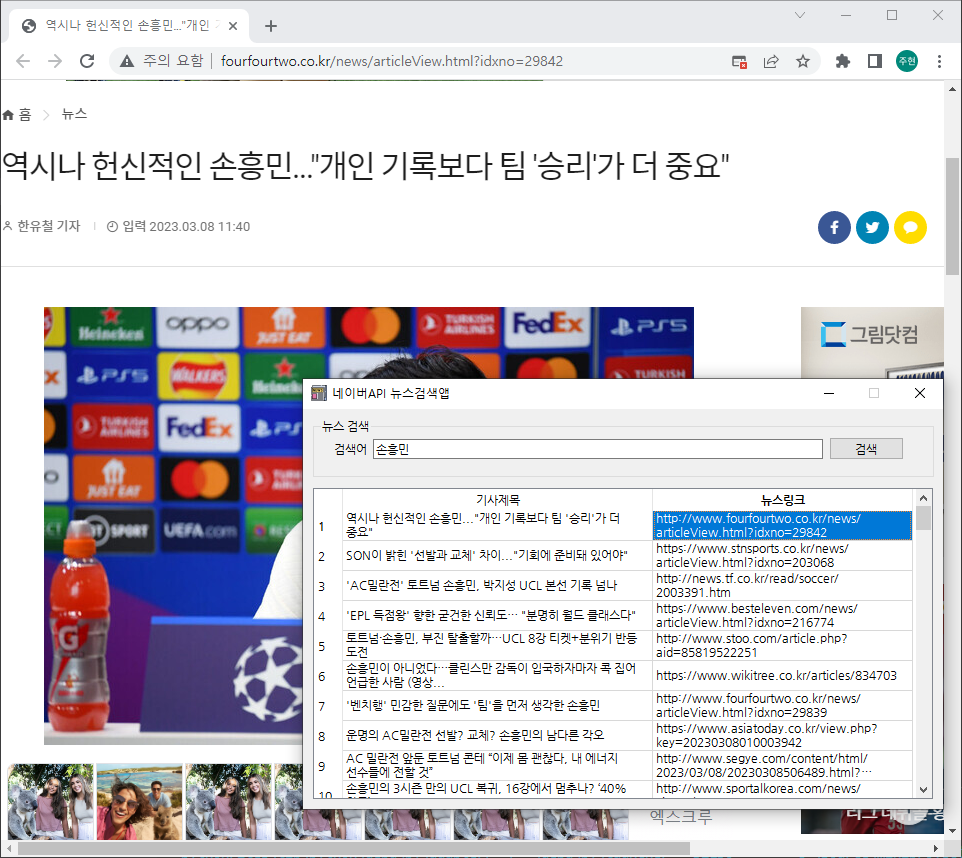 역시나 헌신적인 손흥민..."개인
주의 요함
fourfourtwo.co.kr/news/articleView.html?idxno=29842
주현
홈
뉴스
역시나 헌신적인 손흥민..."개인 기록보다 팀 '승리'가 더 중요"
한유철 기자
입력 2023.03.08 11:40
Heineken
oppo
JUST EAT
TURKISH AIRLINES
FedEx
PS5
PS5
WALKERS
Heineken
TURKISH AIRLINES
TURKISH AIRLINES
FedEx
JUST EAT
BT SPORT
UEFA.com
G
그림닷컴
네이버API 뉴스검색앱
뉴스 검색
검색어
손흥민
검색
기사제목
뉴스링크
1
역시나 헌신적인 손흥민..."개인 기록보다 팀 '승리'가 더
중요"
http://www.fourfourtwo.co.kr/news/
articleView.html?idxno=29842
2
SON이 밝힌 '선발과 교체' 차이..."기회에 준비돼 있어야"
https://www.stnsports.co.kr/news/
articleView.html?idxno=203068
3
'AC밀란전' 토트넘 손흥민, 박지성 UCL 본선 기록 넘나
http://news.tf.co.kr/read/soccer/
2003391.htm
4
'EPL 득점왕' 향한 굳건한 신뢰도… "분명히 월드 클래스다"
https://www.besteleven.com/news/
articleView.html?idxno=216774
5
토트넘·손흥민, 부진 탈출할까…UCL 8강 티켓+분위기 반등
도전
http://www.stoo.com/article.php?
aid=85819522251
6
손흥민이 아니었다…클린스만 감독이 입국하자마자 콕 집어
언급한 사람 (영상...
https://www.wikitree.co.kr/articles/834703
7
'벤치행' 민감한 질문에도 '팀'을 먼저 생각한 손흥민
http://www.fourfourtwo.co.kr/news/
articleView.html?idxno=29839
8
운명의 AC밀란전 선발? 교체? 손흥민의 남다른 각오
https://www.asiatoday.co.kr/view.php?
key=20230308010003942
9
AC 밀란전 앞둔 토트넘 콘테 “이제 몸 괜찮다, 내 에너지
선수들에 전할 것”
http://www.segye.com/content/html/
2023/03/08/20230308506489.html?…
10
손흥민의 3시즌 만의 UCL 복귀, 16강에서 멈추나? ‘40%
http://www.sportalkorea.com/news/
엑스크루